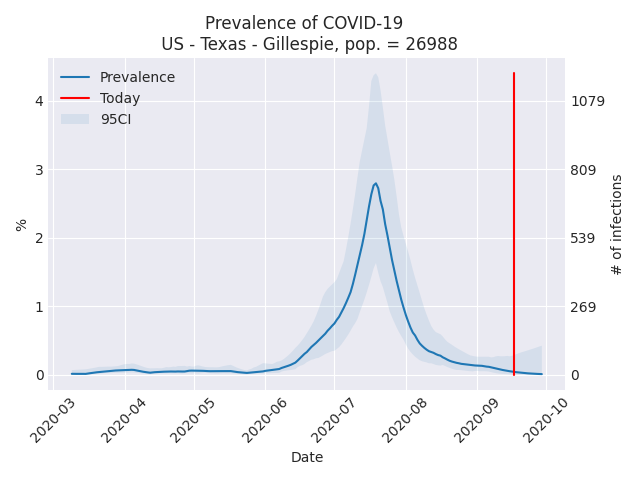 Prevalence of COVID-19
US - Texas - Gillespie, pop. = 26988
Prevalence
Today
95CI
%
4
3
2
1
0
1079
809
539
269
0
# of infections
2020-03
2020-04
2020-05
2020-06
2020-07
2020-08
2020-09
2020-10
Date